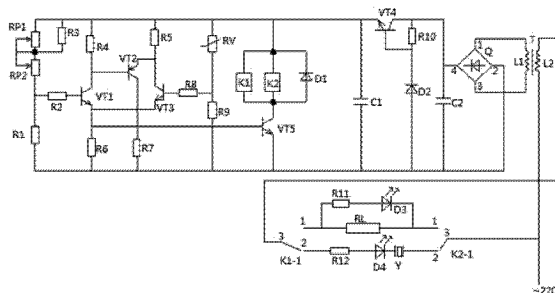 RP1
R3
RP2
R4
VT2
R5
RV
VT4
R10
1
Q
T
L1
L2
4
2
3
R2
VT1
VT3
R8
K1
K2
D1
C1
D2
C2
R1
R6
R7
R9
VT5
R11
D3
1
RL
1
3
2
3
2
K1-1
R12
D4
Y
K2-1
~220